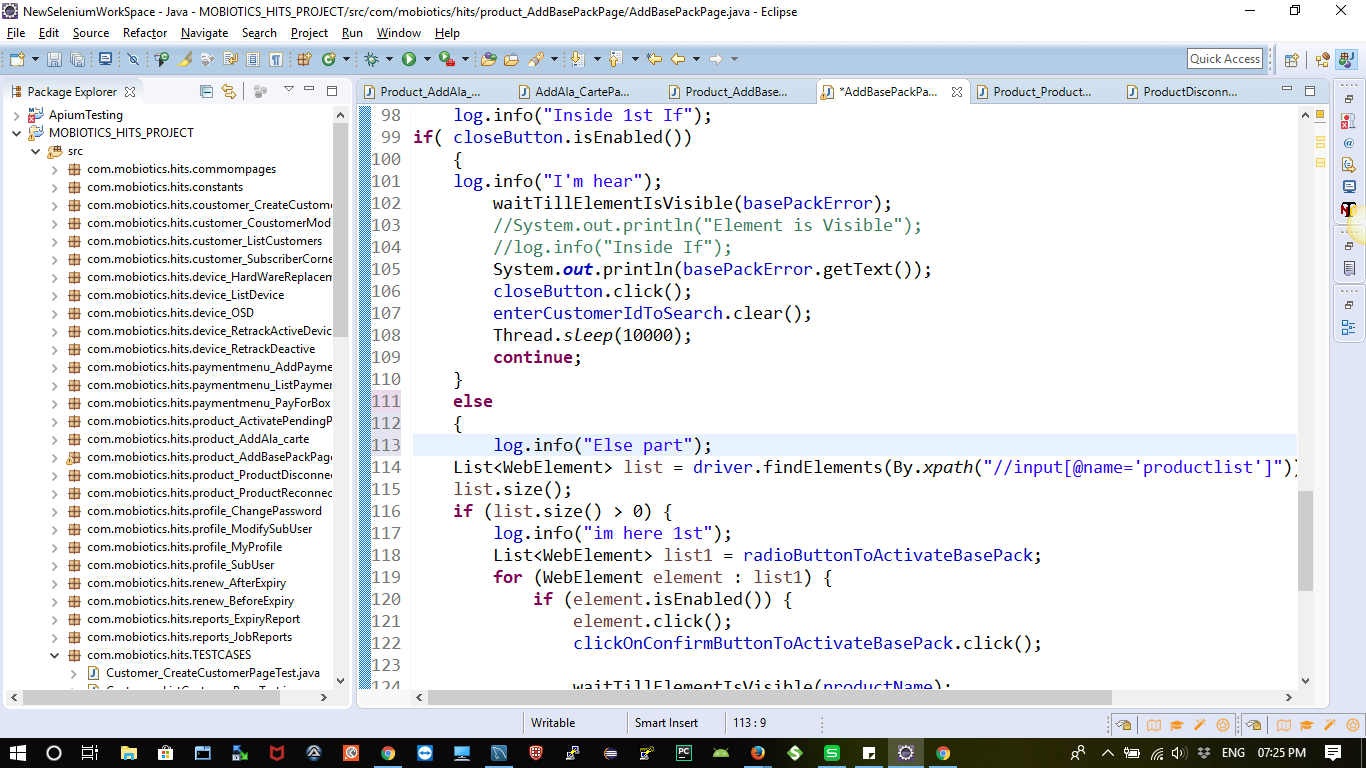 NewSeleniumWorkSpace - Java - MOBIOTICS_HITS_PROJECT/src/com/mobiotics/hits/product_AddBasePackPage/AddBasePackPage.java - Eclipse
File Edit Source Refactor Navigate Search Project Run Window Help
Quick Access
Package Explorer
Product_AddAla_... AddAla_CartePa... Product_AddBase... *AddBasePackPa... Product_Product... ProductDisconn...
ApiumTesting
MOBIOTICS_HITS_PROJECT
src
com.mobiotics.hits.commompages
com.mobiotics.hits.constants
com.mobiotics.hits.coustomer_CreateCustome
com.mobiotics.hits.customer_CoustomerMod
com.mobiotics.hits.customer_ListCustomers
com.mobiotics.hits.customer_SubscriberCorne
com.mobiotics.hits.device_HardWareReplacem
com.mobiotics.hits.device_ListDevice
com.mobiotics.hits.device_OSD
com.mobiotics.hits.device_RetrackActiveDevic
com.mobiotics.hits.device_RetrackDeactive
com.mobiotics.hits.paymentmenu_AddPayme
com.mobiotics.hits.paymentmenu_ListPaymer
com.mobiotics.hits.paymentmenu_PayForBox
com.mobiotics.hits.product_ActivatePendingP
com.mobiotics.hits.product_AddAla_carte
com.mobiotics.hits.product_AddBasePackPage
com.mobiotics.hits.product_ProductDisconnec
com.mobiotics.hits.product_ProductReconnec
com.mobiotics.hits.profile_ChangePassword
com.mobiotics.hits.profile_ModifySubUser
com.mobiotics.hits.profile_MyProfile
com.mobiotics.hits.profile_SubUser
com.mobiotics.hits.renew_AfterExpiry
com.mobiotics.hits.renew_BeforeExpiry
com.mobiotics.hits.reports_ExpiryReport
com.mobiotics.hits.reports_JobReports
com.mobiotics.hits.TESTCASES
Customer_CreateCustomerPageTest.java
98 log.info("Inside 1st If");
99 if( closeButton.isEnabled())
100 {
101 log.info("I'm hear");
102 waitTillElementIsVisible(basePackError);
103 //System.out.println("Element is Visible");
104 //log.info("Inside If");
105 System.out.println(basePackError.getText());
106 closeButton.click();
107 enterCustomerIdToSearch.clear();
108 Thread.sleep(10000);
109 continue;
110 }
111 else
112 {
113 log.info("Else part");
114 List<WebElement> list = driver.findElements(By.xpath("//input[@name='productlist']"))
115 list.size();
116 if (list.size() > 0) {
117 log.info("im here 1st");
118 List<WebElement> list1 = radioButtonToActivateBasePack;
119 for (WebElement element : list1) {
120 if (element.isEnabled()) {
121 element.click();
122 clickOnConfirmButtonToActivateBasePack.click();
123
124 waitTillElementIsVisible(productName);
Writable Smart Insert 113 : 9
ENG 07:25 PM